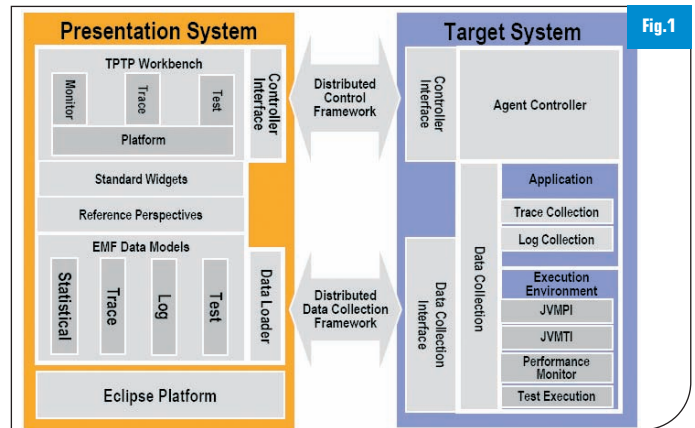 Fig.1
Presentation System
TPTP Workbench
Monitor
Trace
Test
Platform
Controller
Interface
Standard Widgets
Reference Perspectives
EMF Data Models
Statistical
Trace
Log
Test
Data Loader
Eclipse Platform
Distributed
Control
Framework
Distributed
Data Collection
Framework
Target System
Controller
Interface
Agent Controller
Data Collection
Interface
Data Collection
Application
Trace Collection
Log Collection
Execution
Environment
JVMPI
JVMTI
Performance
Monitor
Test Execution